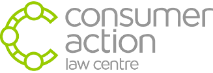 consumer
action
law centre